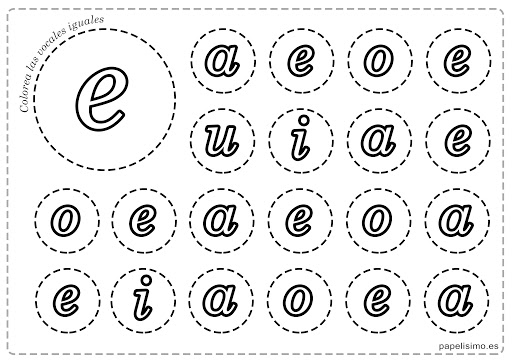 Colorea las vocales iguales
e
a e o e
u i a e
o e a e o a
e i a o e a
papelisimo.es